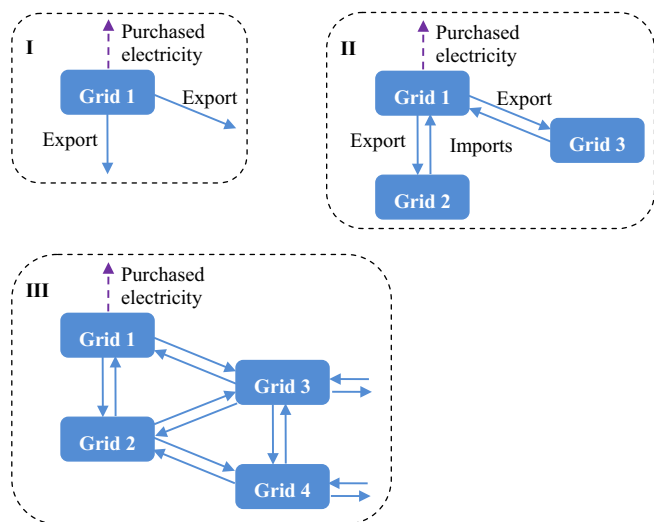 I
Purchased
electricity
Grid 1
Export
Export
II
Purchased
electricity
Grid 1
Export
Export
Imports
Grid 3
Grid 2
III
Purchased
electricity
Grid 1
Grid 3
Grid 2
Grid 4